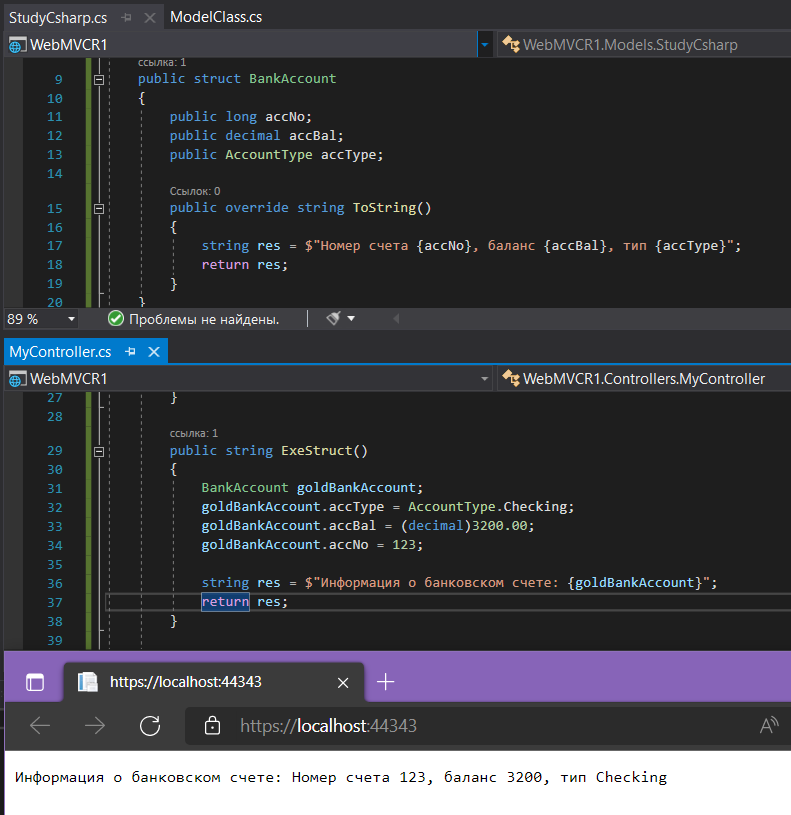 StudyCsharp.cs ModelClass.cs
WebMVCR1 WebMVCR1.Models.StudyCsharp
ссылка: 1
9 public struct BankAccount
10 {
11 public long accNo;
12 public decimal accBal;
13 public AccountType accType;
14
Ссылок: 0
15 public override string ToString()
16 {
17 string res = $"Номер счета {accNo}, баланс {accBal}, тип {accType}";
18 return res;
19 }
20 }
89 % Проблемы не найдены.
MyController.cs
WebMVCR1 WebMVCR1.Controllers.MyController
27 }
28
ссылка: 1
29 public string ExeStruct()
30 {
31 BankAccount goldBankAccount;
32 goldBankAccount.accType = AccountType.Checking;
33 goldBankAccount.accBal = (decimal)3200.00;
34 goldBankAccount.accNo = 123;
35
36 string res = $"Информация о банковском счете: {goldBankAccount}";
37 return res;
38 }
39
https://localhost:44343
https://localhost:44343
Информация о банковском счете: Номер счета 123, баланс 3200, тип Checking